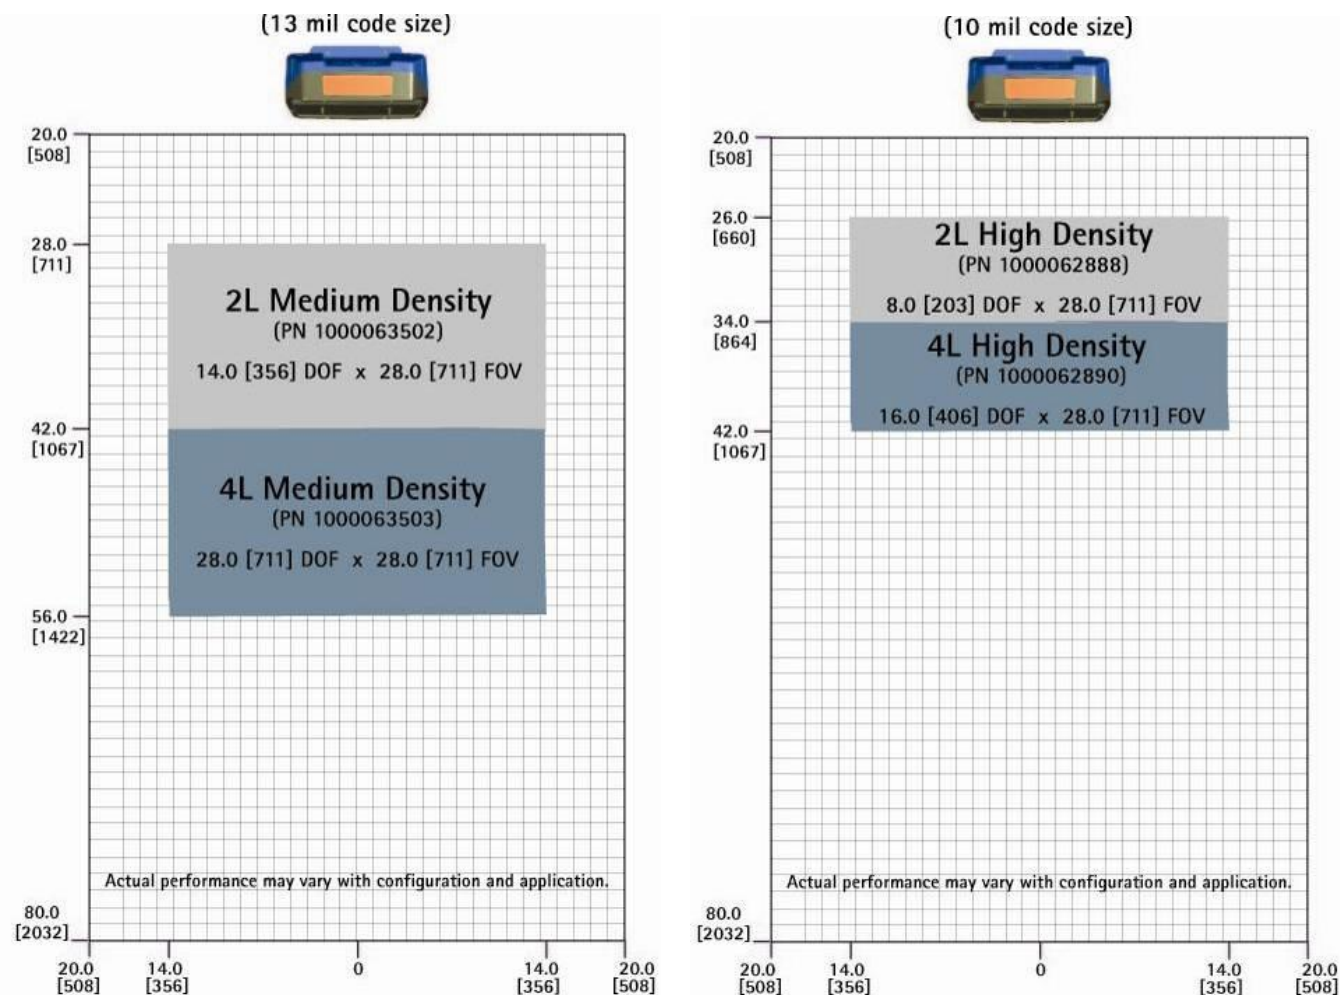 (13 mil code size)
20.0
[508]
28.0
[711]
2L Medium Density
(PN 1000063502)
14.0 [356] DOF x 28.0 [711] FOV
42.0
[1067]
4L Medium Density
(PN 1000063503)
28.0 [711] DOF x 28.0 [711] FOV
56.0
[1422]
Actual performance may vary with configuration and application.
80.0
[2032]
20.0 14.0 0 14.0 20.0
[508] [356] [356] [508]
(10 mil code size)
20.0
[508]
26.0
[660]
2L High Density
(PN 1000062888)
8.0 [203] DOF x 28.0 [711] FOV
34.0
[864]
4L High Density
(PN 1000062890)
16.0 [406] DOF x 28.0 [711] FOV
42.0
[1067]
Actual performance may vary with configuration and application.
80.0
[2032]
20.0 14.0 0 14.0 20.0
[508] [356] [356] [508]